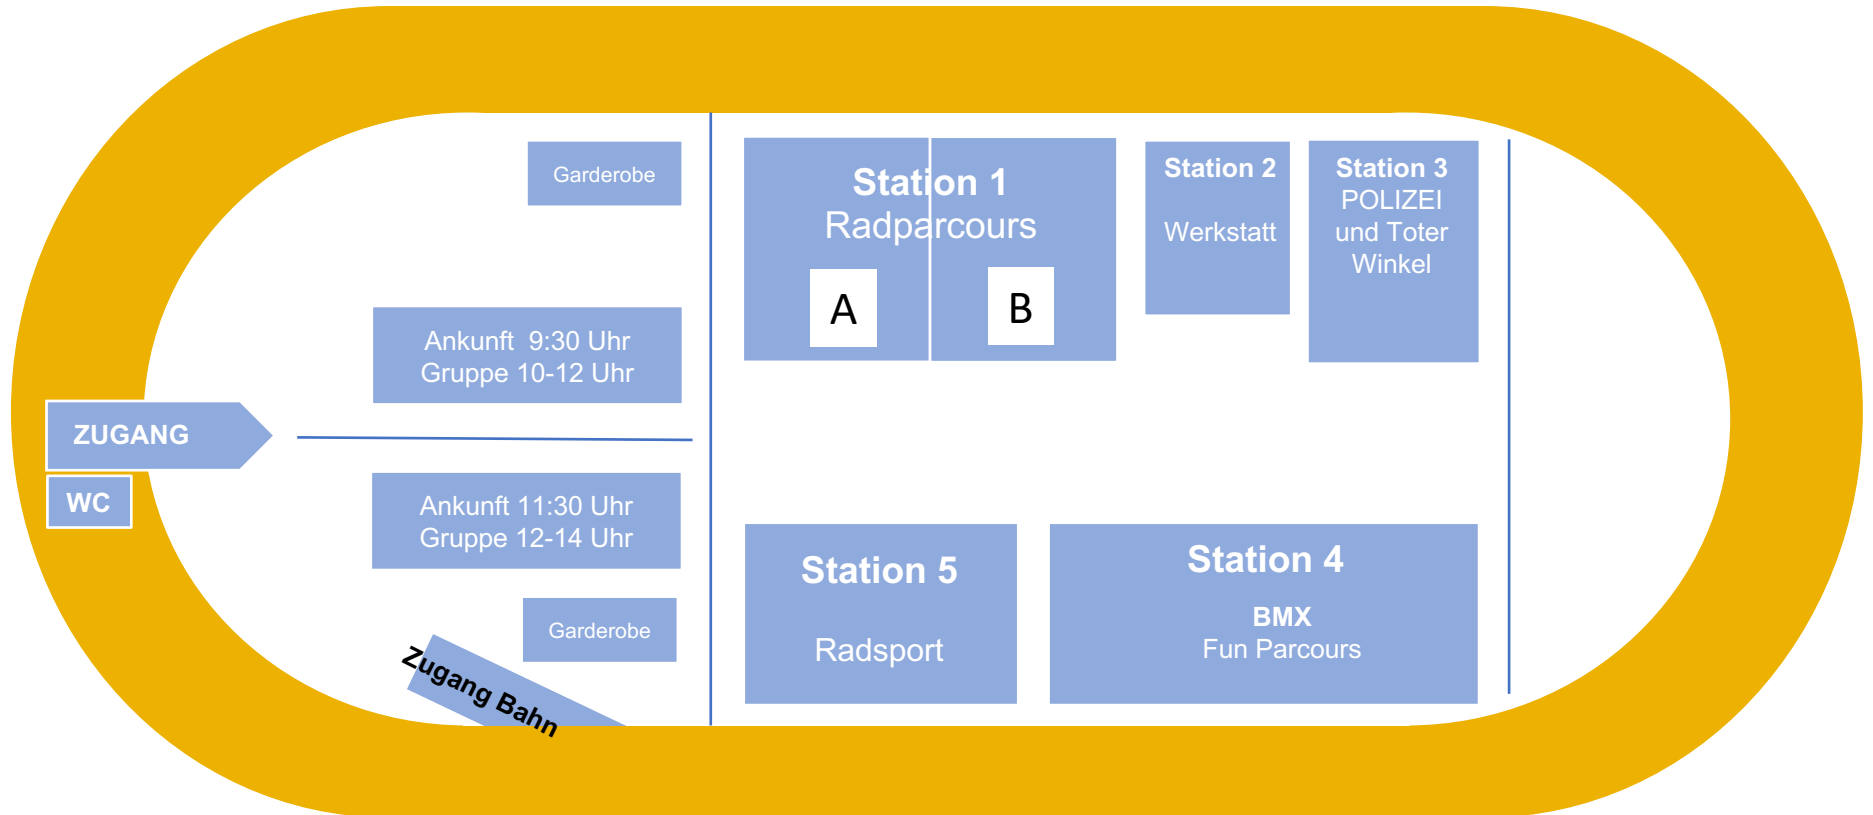 Garderobe
Station 1
Radparcours
A
B
Station 2
Werkstatt
Station 3
POLIZEI
und Toter
Winkel
Ankunft  9:30 Uhr
Gruppe 10-12 Uhr
ZUGANG
WC
Ankunft 11:30 Uhr
Gruppe 12-14 Uhr
Garderobe
Zugang Bahn
Station 5
Radsport
Station 4
BMX
Fun Parcours